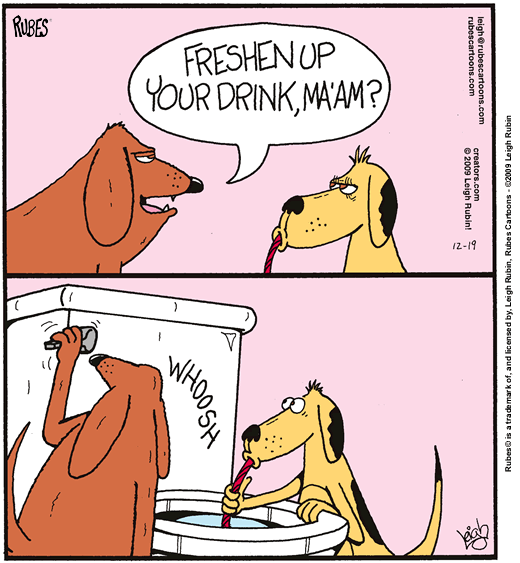 RUBES®
FRESHEN UP
YOUR DRINK, MA'AM?
leigh@rubescartoons.com
rubescartoons.com
creators.com
© 2009 Leigh Rubin!
12-19
WHOOSH
Leigh
Rubes© is a trademark of, and licensed by, Leigh Rubin, Rubes Cartoons - ©2009 Leigh Rubin